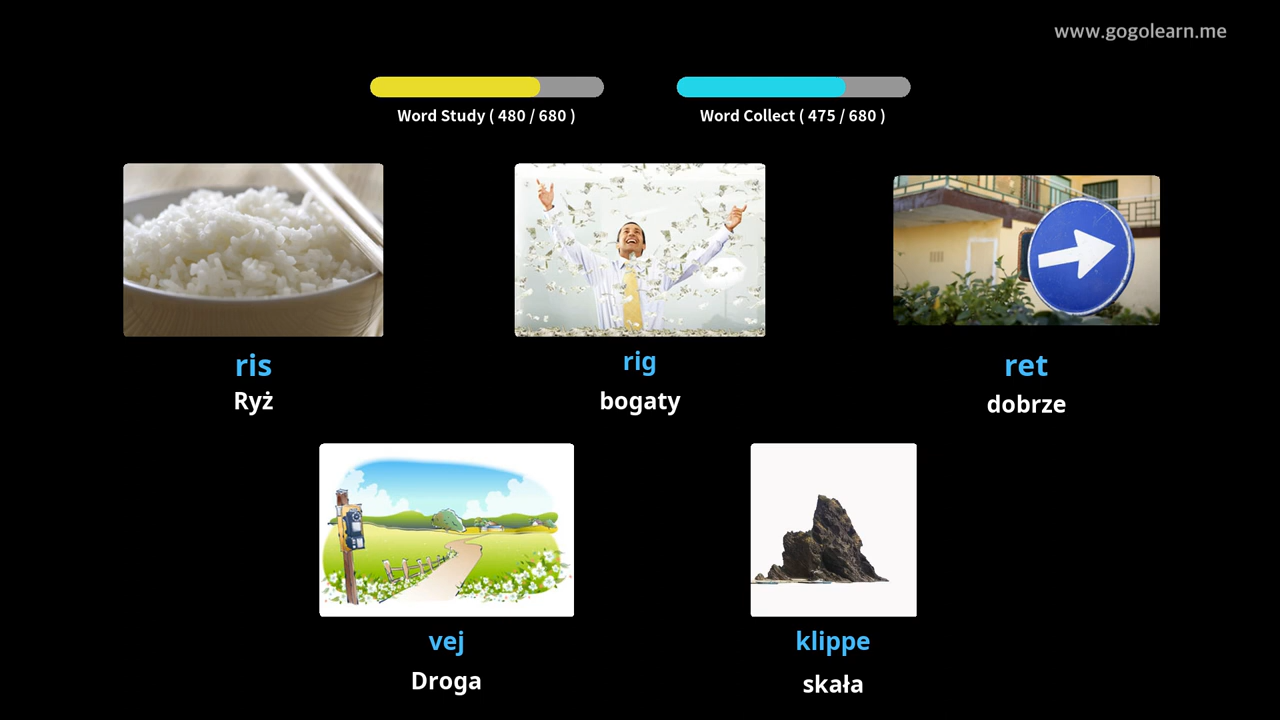 www.gogolearn.me
Word Study ( 480 / 680 )
Word Collect ( 475 / 680 )
ris
Ryż
rig
bogaty
ret
dobrze
vej
Droga
klippe
skała